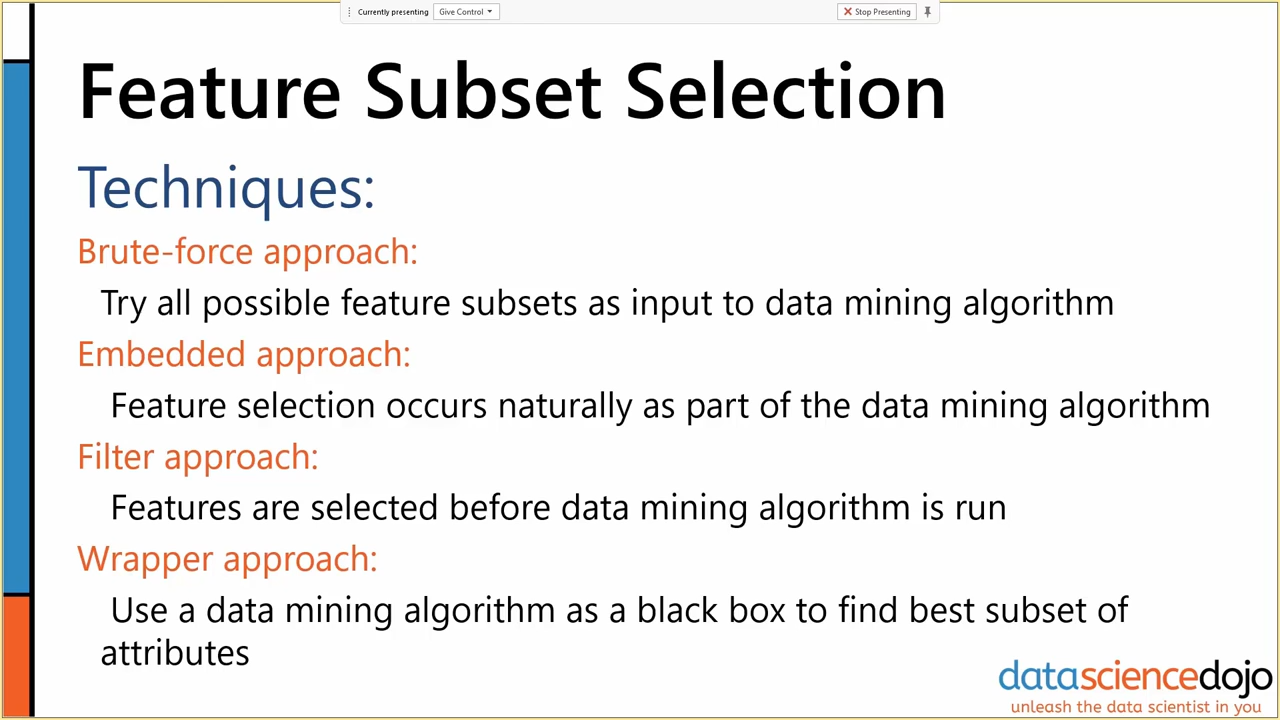 Currently presenting Give Control Stop Presenting
Feature Subset Selection
Techniques:
Brute-force approach:
Try all possible feature subsets as input to data mining algorithm
Embedded approach:
Feature selection occurs naturally as part of the data mining algorithm
Filter approach:
Features are selected before data mining algorithm is run
Wrapper approach:
Use a data mining algorithm as a black box to find best subset of
attributes
datasciencedojo
unleash the data scientist in you